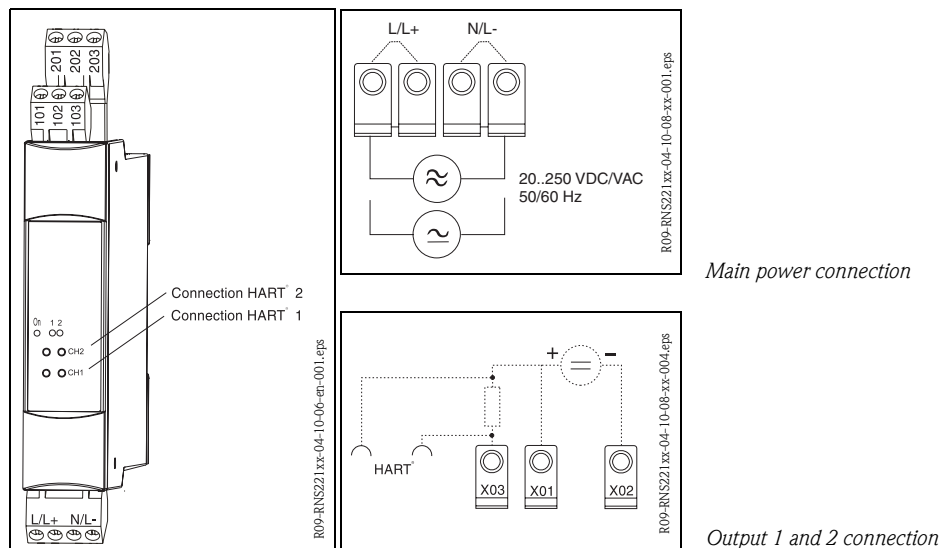 201 202 203
101 102 103
Connection HART® 2
Connection HART® 1
On 1 2
CH2
CH1
L/L+ N/L-
R09-RNS221xx-04-10-06-en-001.eps
L/L+ N/L-
20..250 VDC/VAC
50/60 Hz
R09-RNS221xx-04-10-08-xx-001.eps
Main power connection
+ −
HART®
X03 X01 X02
R09-RNS221xx-04-10-08-xx-004.eps
Output 1 and 2 connection